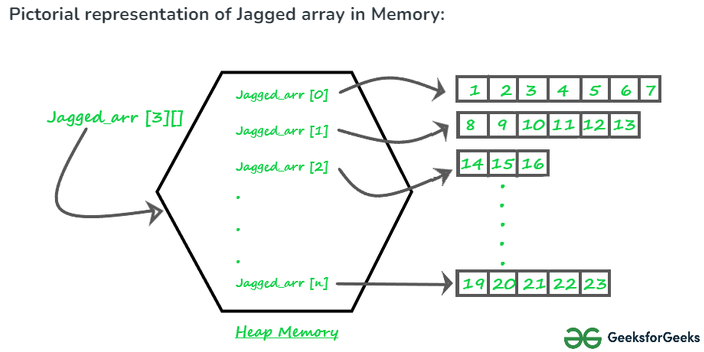 Pictorial representation of Jagged array in Memory:
Jagged_arr [3][]
Jagged_arr [0]
1 2 3 4 5 6 7
Jagged_arr [1]
8 9 10 11 12 13
Jagged_arr [2]
14 15 16
Jagged_arr [n]
19 20 21 22 23
Heap Memory
GeeksforGeeks